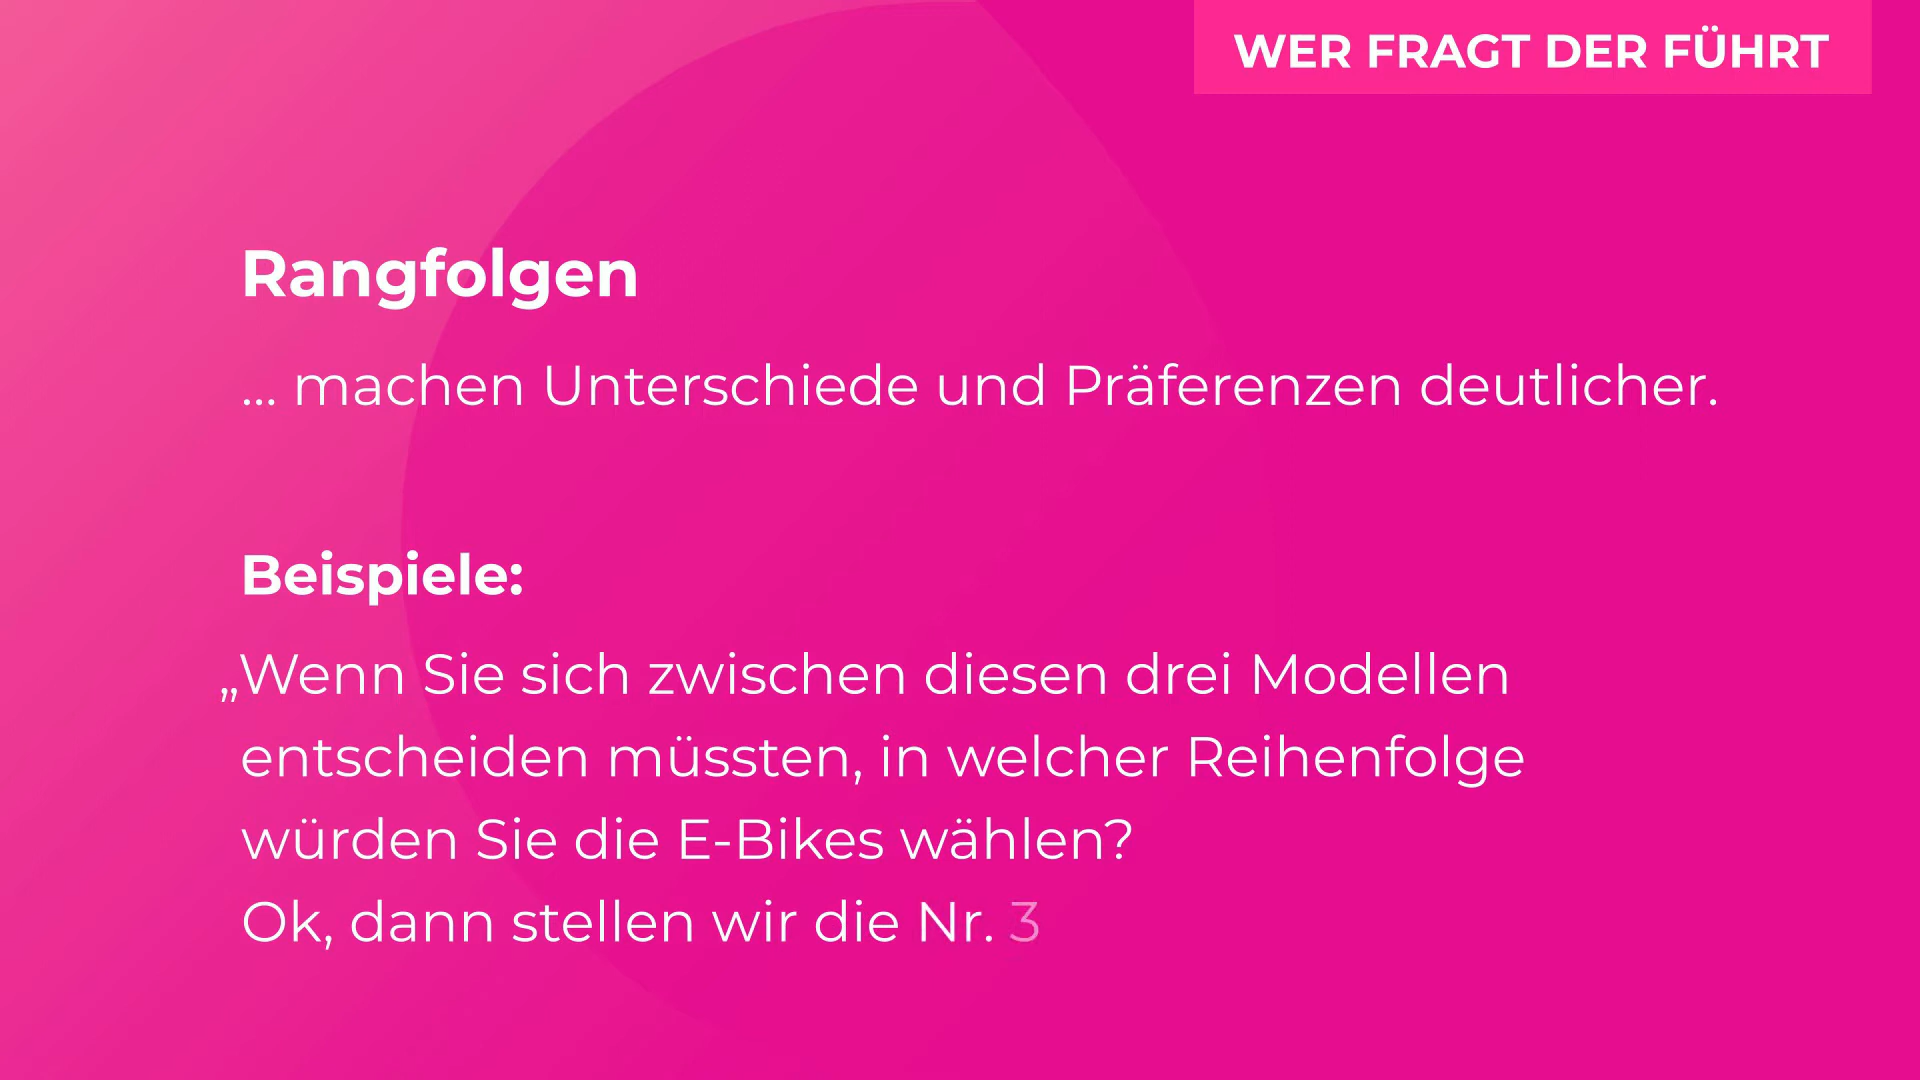 WER FRAGT DER FÜHRT
Rangfolgen
... machen Unterschiede und Präferenzen deutlicher.
Beispiele:
„Wenn Sie sich zwischen diesen drei Modellen
entscheiden müssten, in welcher Reihenfolge
würden Sie die E-Bikes wählen?
Ok, dann stellen wir die Nr. 3